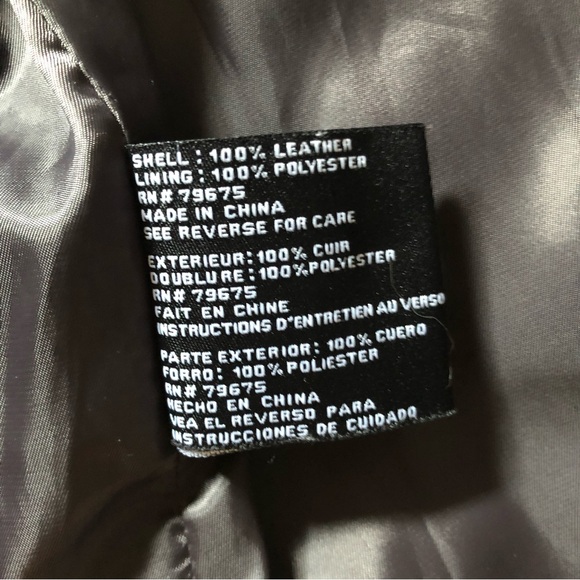 SHELL : 100% LEATHER
LINING : 100% POLYESTER
RN# 79675
MADE IN CHINA
SEE REVERSE FOR CARE
EXTERIEUR: 100% CUIR
DOUBLURE: 100% POLYESTER
RN# 79675
FAIT EN CHINE
INSTRUCTIONS D'ENTRETIEN AU VERSO
PARTE EXTERIOR: 100% CUERO
FORRO: 100% POLIESTER
RN# 79675
HECHO EN CHINA
VEA EL REVERSO PARA
INSTRUCCIONES DE CUIDADO